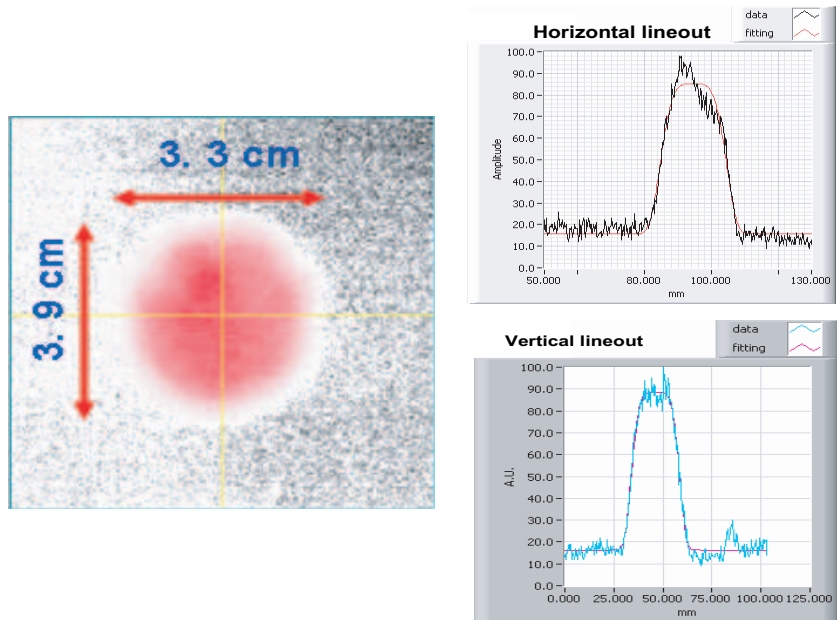 3. 3 cm
3. 9 cm
Horizontal lineout
data
fitting
100.0
90.0
80.0
70.0
60.0
50.0
40.0
30.0
20.0
10.0
0.0
Amplitude
50.000 80.000 100.000 130.000
mm
Vertical lineout
data
fitting
100.0
90.0
80.0
70.0
60.0
50.0
40.0
30.0
20.0
10.0
0.0
A.U.
0.000 25.000 50.000 75.000 100.000 125.000
mm